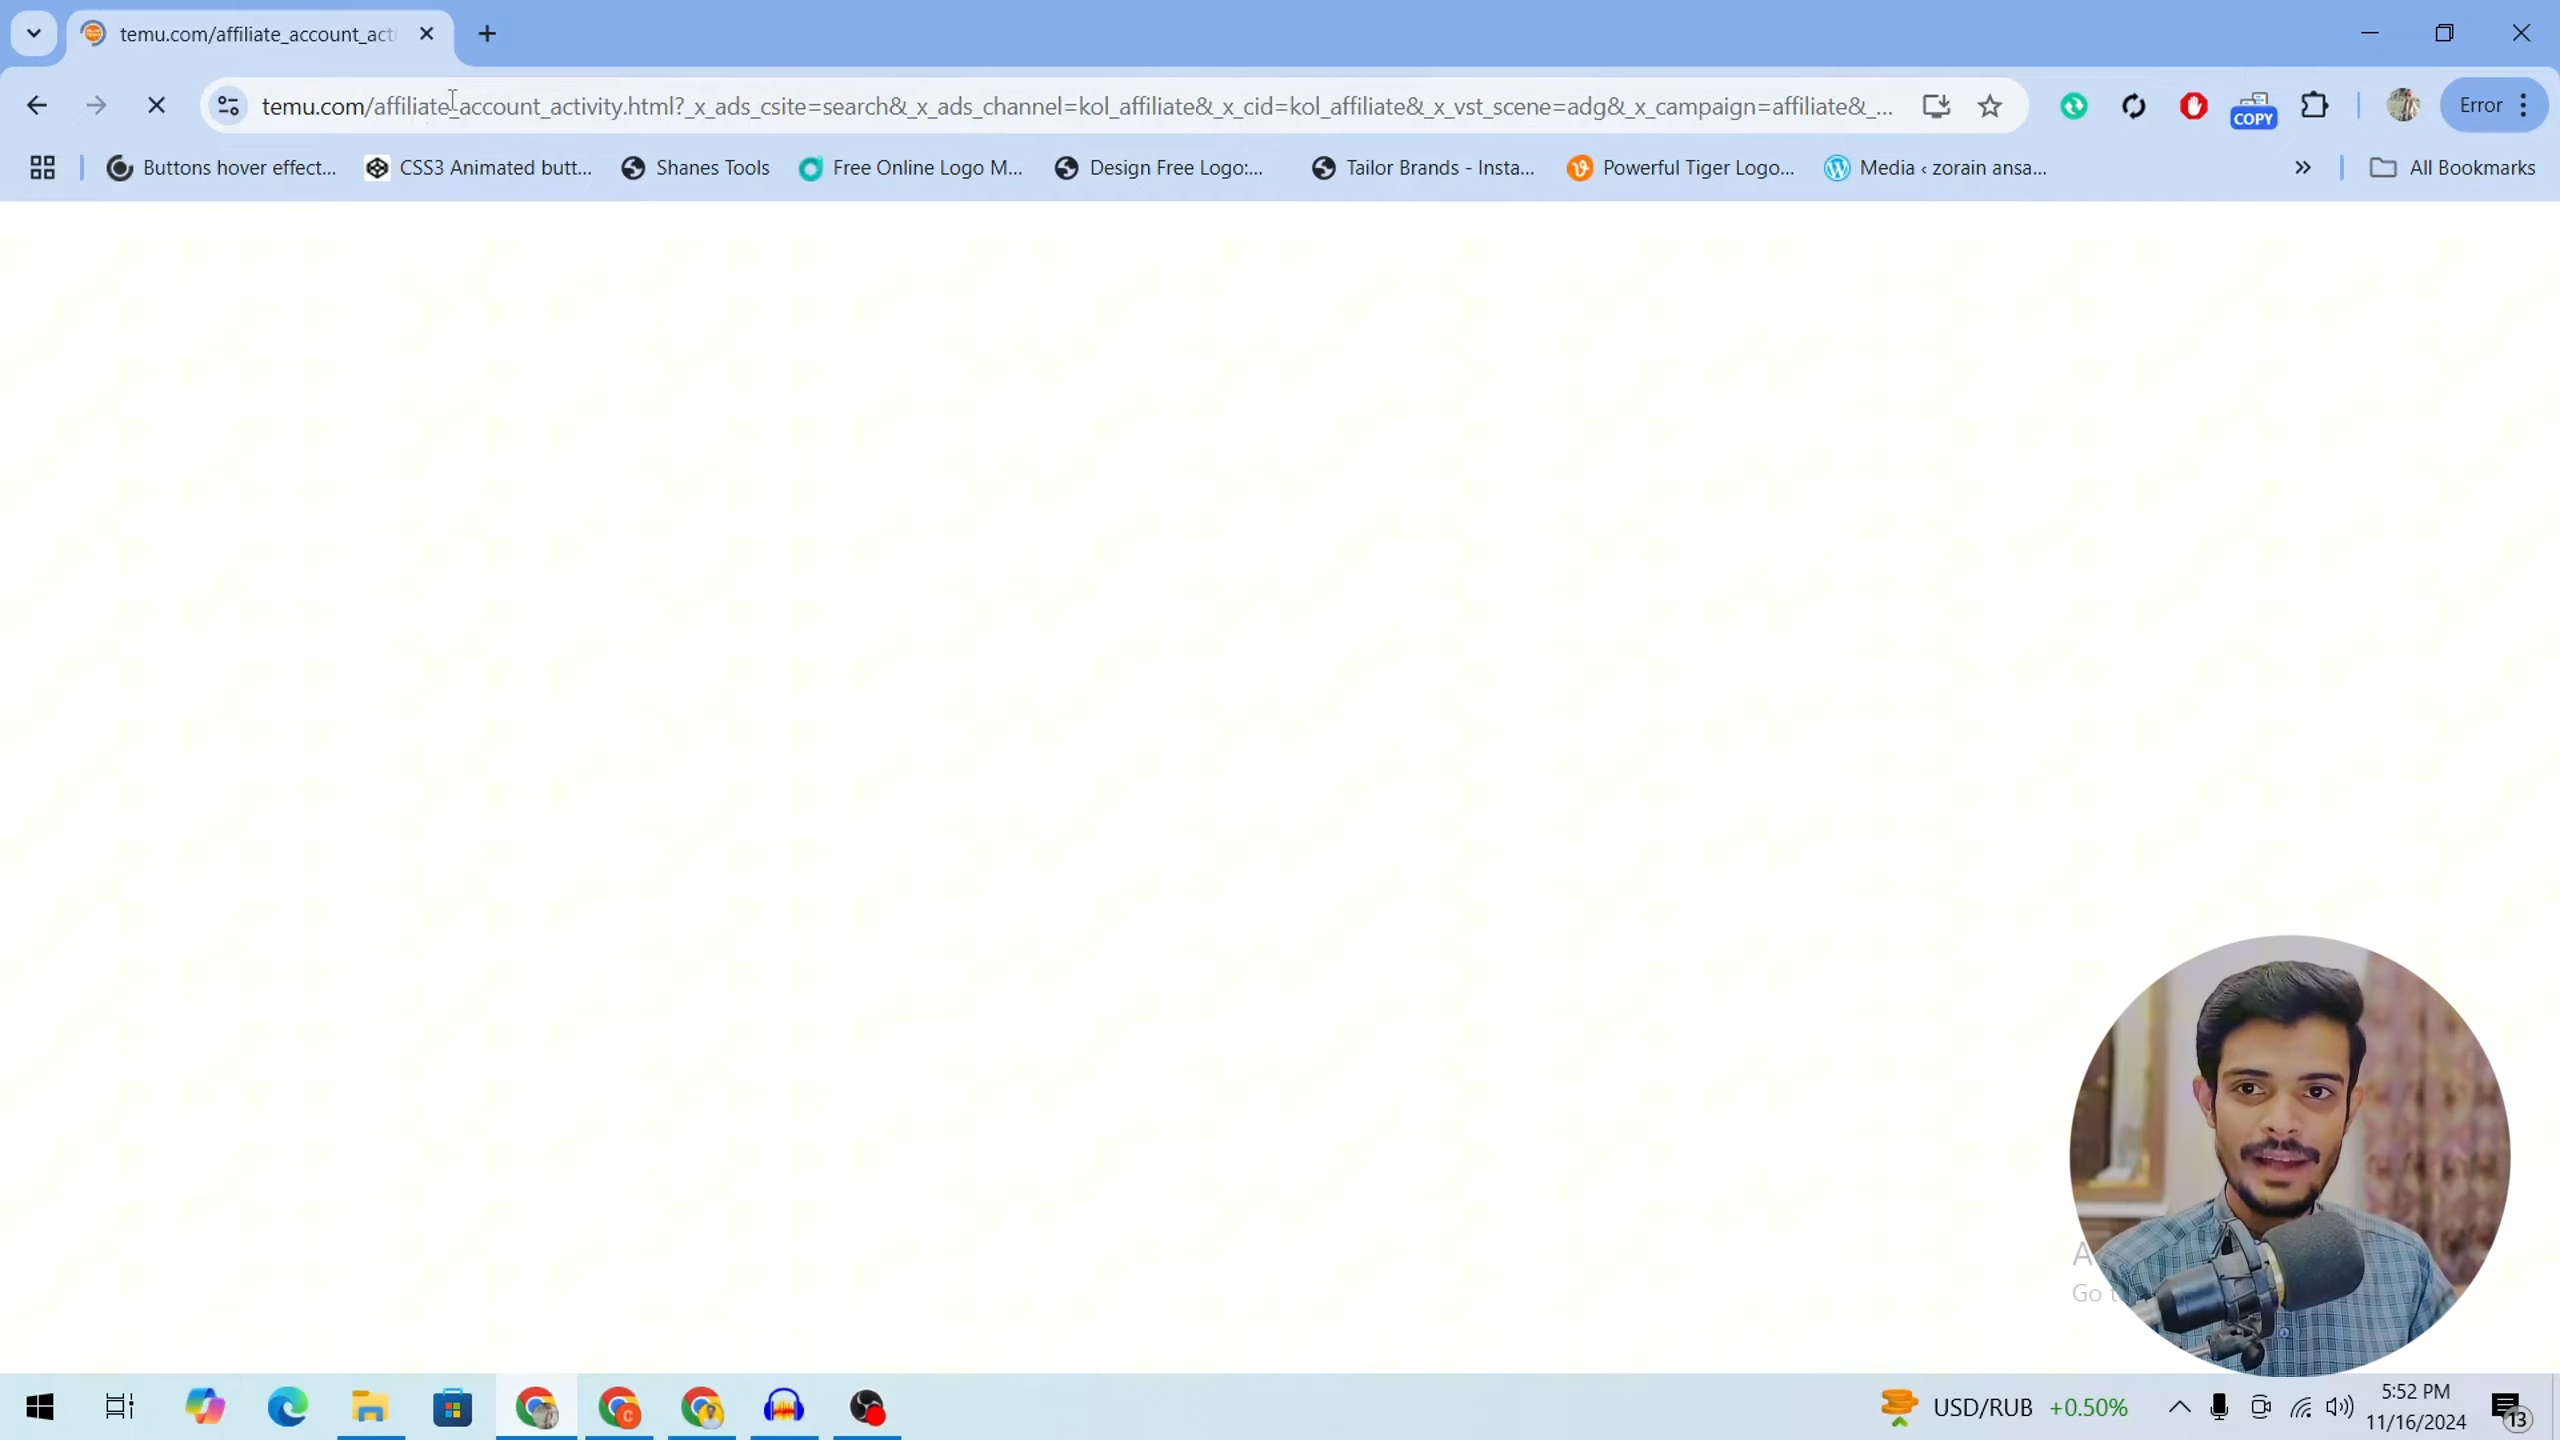 temu.com/affiliate_account_acti
temu.com/affiliate_account_activity.html?_x_ads_csite=search&_x_ads_channel=kol_affiliate&_x_cid=kol_affiliate&_x_vst_scene=adg&_x_campaign=affiliate&_...
COPY
Error
Buttons hover effect... CSS3 Animated butt... Shanes Tools Free Online Logo M... Design Free Logo:... Tailor Brands - Insta... Powerful Tiger Logo... Media ‹ zorain ansa... All Bookmarks
Go
USD/RUB +0.50%
5:52 PM
11/16/2024
13